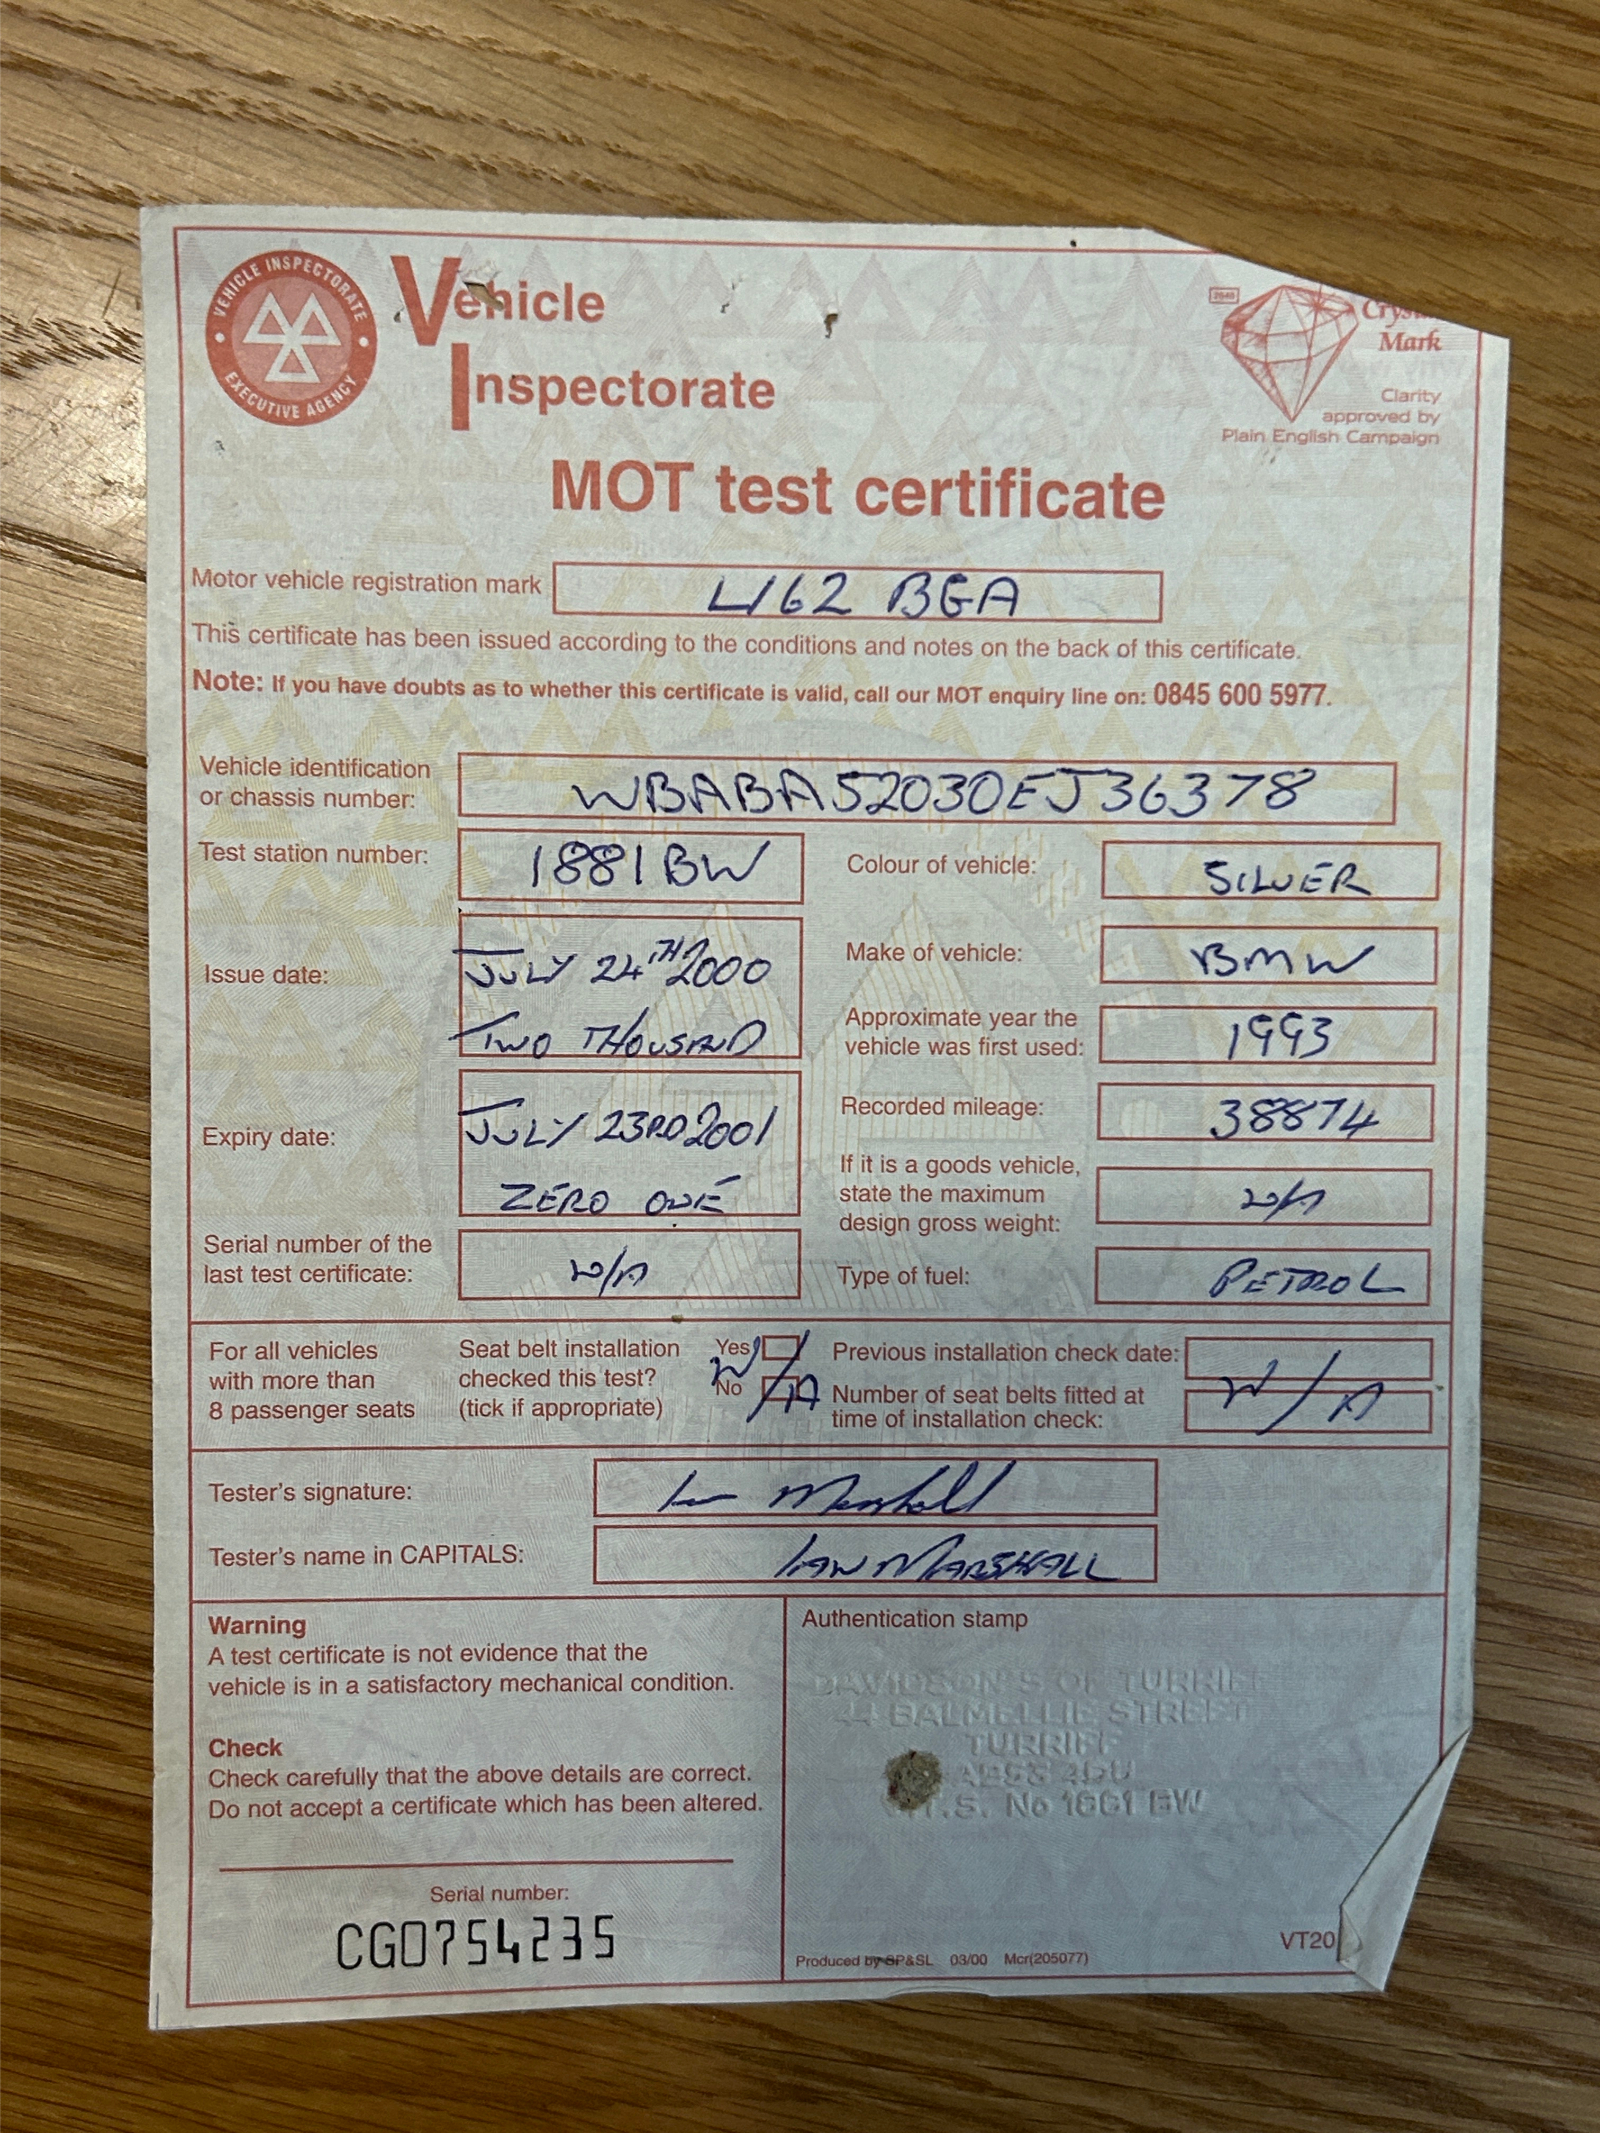 VEHICLE INSPECTORATE
EXECUTIVE AGENCY
Vehicle
Inspectorate
Mark
Clarity
approved by
Plain English Campaign
MOT test certificate
Motor vehicle registration mark L162 BGA
This certificate has been issued according to the conditions and notes on the back of this certificate.
Note: If you have doubts as to whether this certificate is valid, call our MOT enquiry line on: 0845 600 5977.
Vehicle identification
or chassis number: WBABA52030EJ36378
Test station number: 1881BW
Colour of vehicle: SILVER
Issue date: JULY 24TH 2000
TWO THOUSAND
Make of vehicle: BMW
Approximate year the
vehicle was first used: 1993
Expiry date: JULY 23RD 2001
ZERO ONE
Recorded mileage: 38874
If it is a goods vehicle,
state the maximum
design gross weight: N/A
Serial number of the
last test certificate: N/A
Type of fuel: PETROL
For all vehicles
with more than
8 passenger seats
Seat belt installation
checked this test?
(tick if appropriate)
Yes
No
N/A
Previous installation check date:
Number of seat belts fitted at
time of installation check:
N/A
Tester's signature: Ian Marshall
Tester's name in CAPITALS: IAN MARSHALL
Warning
A test certificate is not evidence that the
vehicle is in a satisfactory mechanical condition.
Check
Check carefully that the above details are correct.
Do not accept a certificate which has been altered.
Serial number:
CG0754235
Authentication stamp
DAVIDSON'S OF TURRIFF
44 BALMELLIE STREET
TURRIFF
.T.S. No 1881 BW
Produced by SP&SL 03/00 Mcr(205077)
VT20